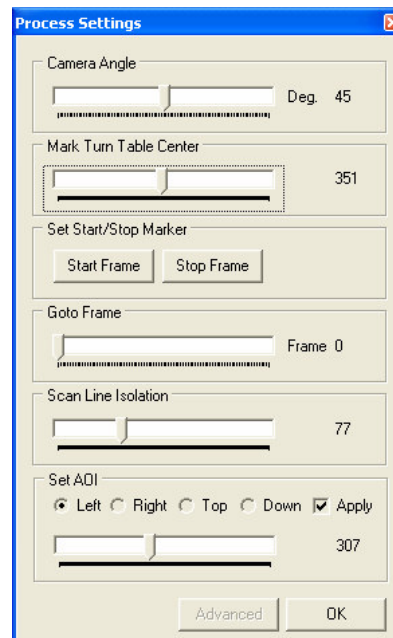 Process Settings
Camera Angle
Deg. 45
Mark Turn Table Center
351
Set Start/Stop Marker
Start Frame Stop Frame
Goto Frame
Frame 0
Scan Line Isolation
77
Set AOI
Left Right Top Down Apply
307
Advanced OK